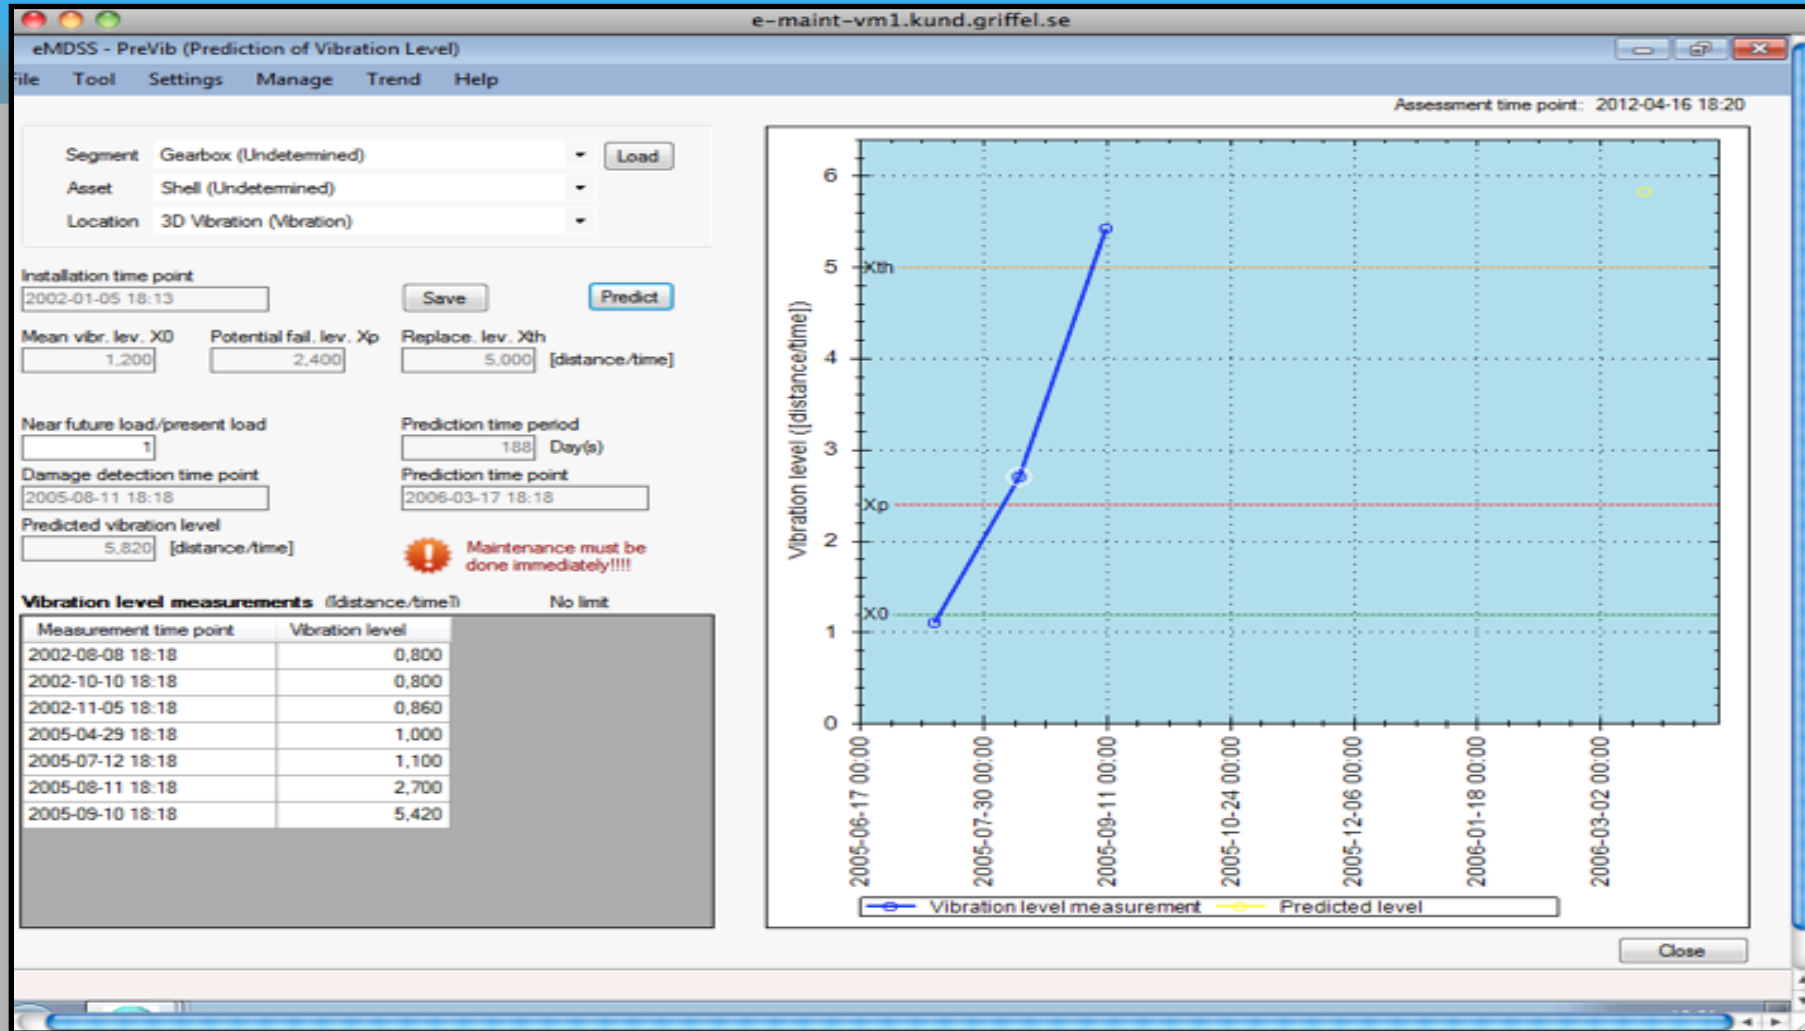 e-maint-vm1.kund.griffel.se
eMDSS - PreVib (Prediction of Vibration Level)
File Tool Settings Manage Trend Help
Assessment time point: 2012-04-16 18:20
Segment Gearbox (Undetermined) Load
Asset Shell (Undetermined)
Location 3D Vibration (Vibration)
Installation time point
2002-01-05 18:13 Save Predict
Mean vibr. lev. X0 Potential fail. lev. Xp Replace. lev. Xth
1,200 2,400 5,000 [distance/time]
Near future load/present load Prediction time period
1 188 Day(s)
Damage detection time point Prediction time point
2005-08-11 18:18 2006-03-17 18:18
Predicted vibration level
5,820 [distance/time]
Maintenance must be
done immediately!!!!
Vibration level measurements ([distance/time]) No limit
Measurement time point Vibration level
2002-08-08 18:18 0,800
2002-10-10 18:18 0,800
2002-11-05 18:18 0,860
2005-04-29 18:18 1,000
2005-07-12 18:18 1,100
2005-08-11 18:18 2,700
2005-09-10 18:18 5,420
Vibration level ([distance/time])
6
5 Xth
4
3
Xp
2
X0
1
0
2005-06-17 00:00
2005-07-30 00:00
2005-09-11 00:00
2005-10-24 00:00
2005-12-06 00:00
2006-01-18 00:00
2006-03-02 00:00
Vibration level measurement Predicted level
Close